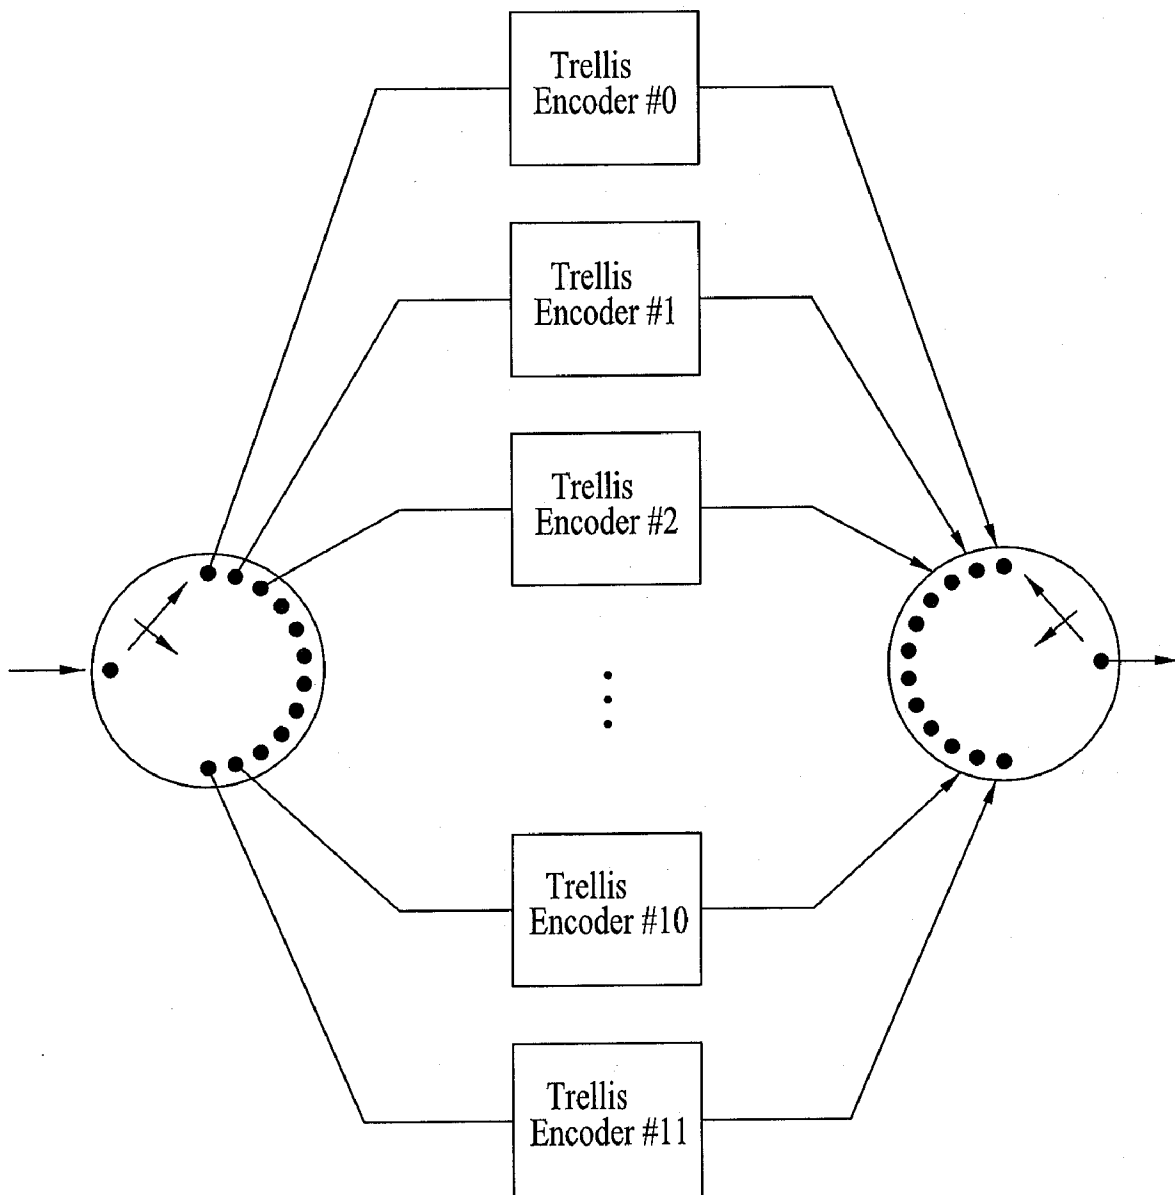 Trellis
Encoder #0
Trellis
Encoder #1
Trellis
Encoder #2
Trellis
Encoder #10
Trellis
Encoder #11